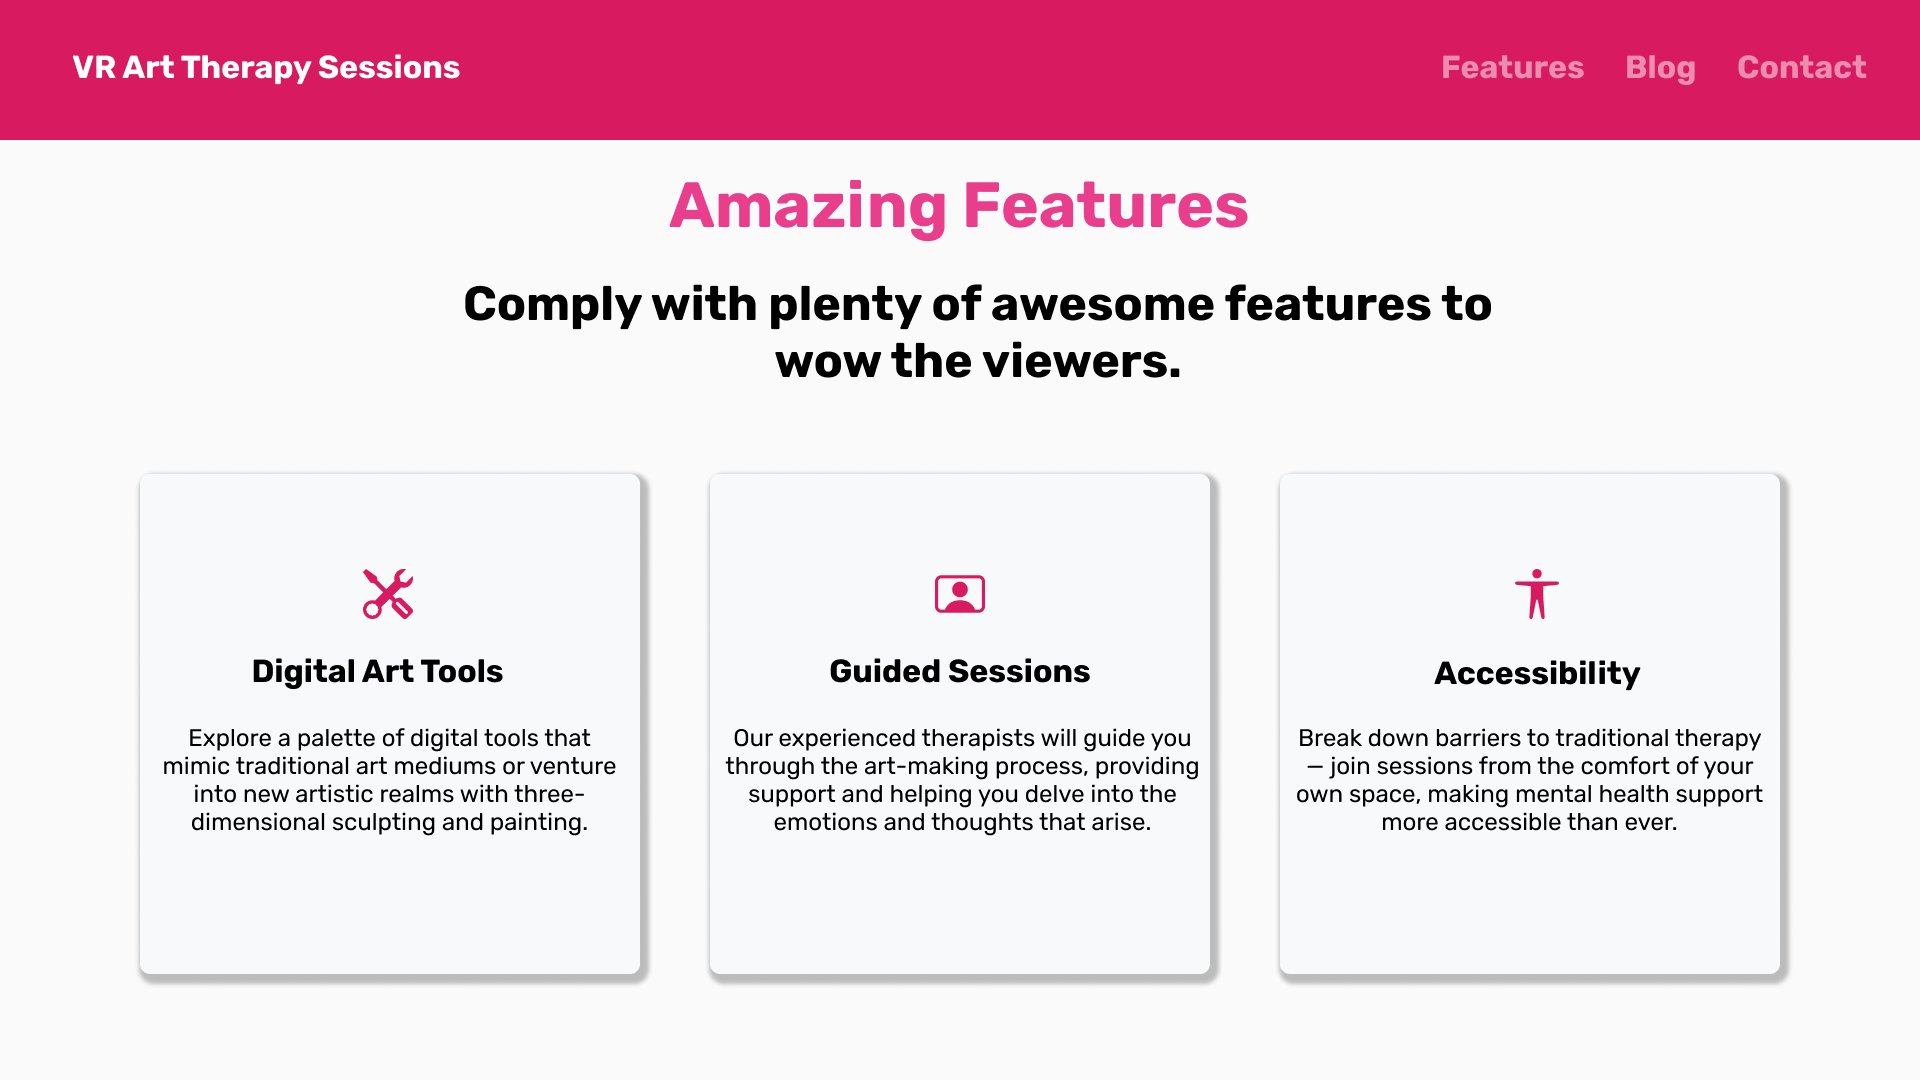 VR Art Therapy Sessions
Features Blog Contact
Amazing Features
Comply with plenty of awesome features to
wow the viewers.
Digital Art Tools
Explore a palette of digital tools that
mimic traditional art mediums or venture
into new artistic realms with three-
dimensional sculpting and painting.
Guided Sessions
Our experienced therapists will guide you
through the art-making process, providing
support and helping you delve into the
emotions and thoughts that arise.
Accessibility
Break down barriers to traditional therapy
— join sessions from the comfort of your
own space, making mental health support
more accessible than ever.